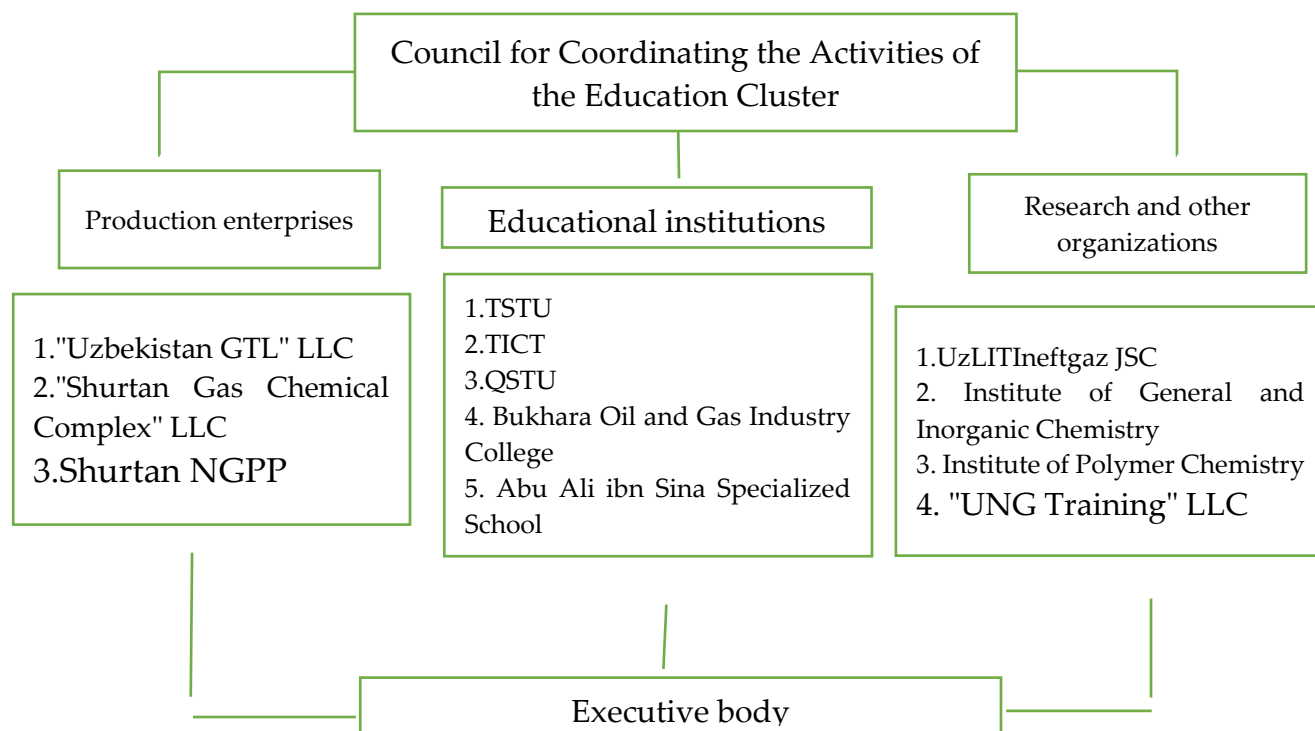 Council for Coordinating the Activities of
the Education Cluster
Production enterprises
Educational institutions
Research and other
organizations
1."Uzbekistan GTL" LLC
2."Shurtan Gas Chemical
Complex" LLC
3.Shurtan NGPP
1.TSTU
2.TICT
3.QSTU
4. Bukhara Oil and Gas Industry
College
5. Abu Ali ibn Sina Specialized
School
1.UzLITIneftgaz JSC
2. Institute of General and
Inorganic Chemistry
3. Institute of Polymer Chemistry
4. "UNG Training" LLC
Executive body